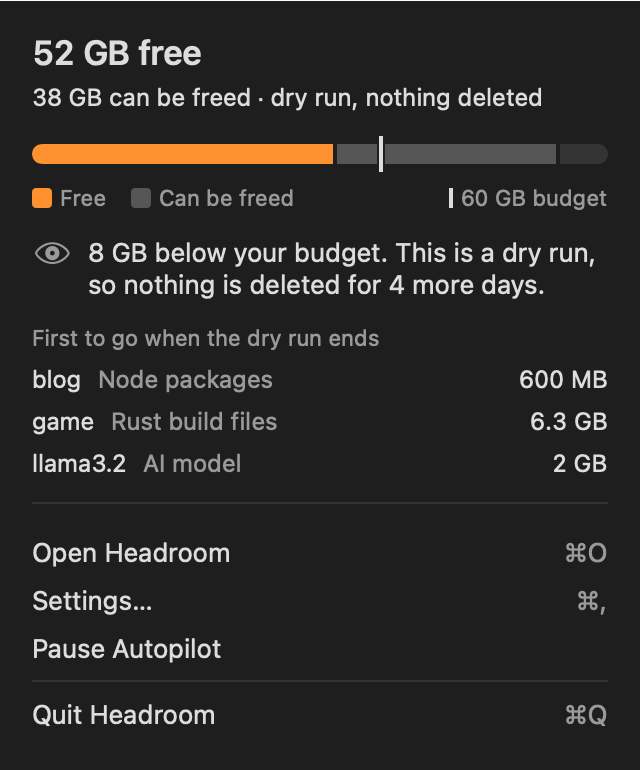 52 GB free
38 GB can be freed · dry run, nothing deleted
Free Can be freed 60 GB budget
8 GB below your budget. This is a dry run,
so nothing is deleted for 4 more days.
First to go when the dry run ends
blog Node packages 600 MB
game Rust build files 6.3 GB
llama3.2 AI model 2 GB
Open Headroom ⌘O
Settings... ⌘,
Pause Autopilot
Quit Headroom ⌘Q